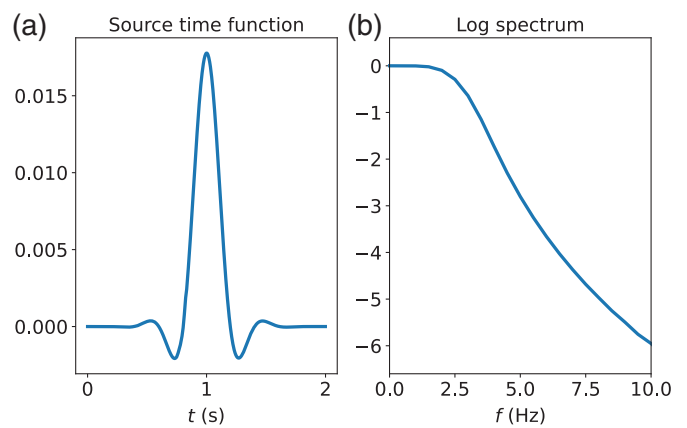 (a) Source time function
0.015
0.010
0.005
0.000
0 1 2
t (s)
(b) Log spectrum
0
−1
−2
−3
−4
−5
−6
0.0 2.5 5.0 7.5 10.0
f (Hz)